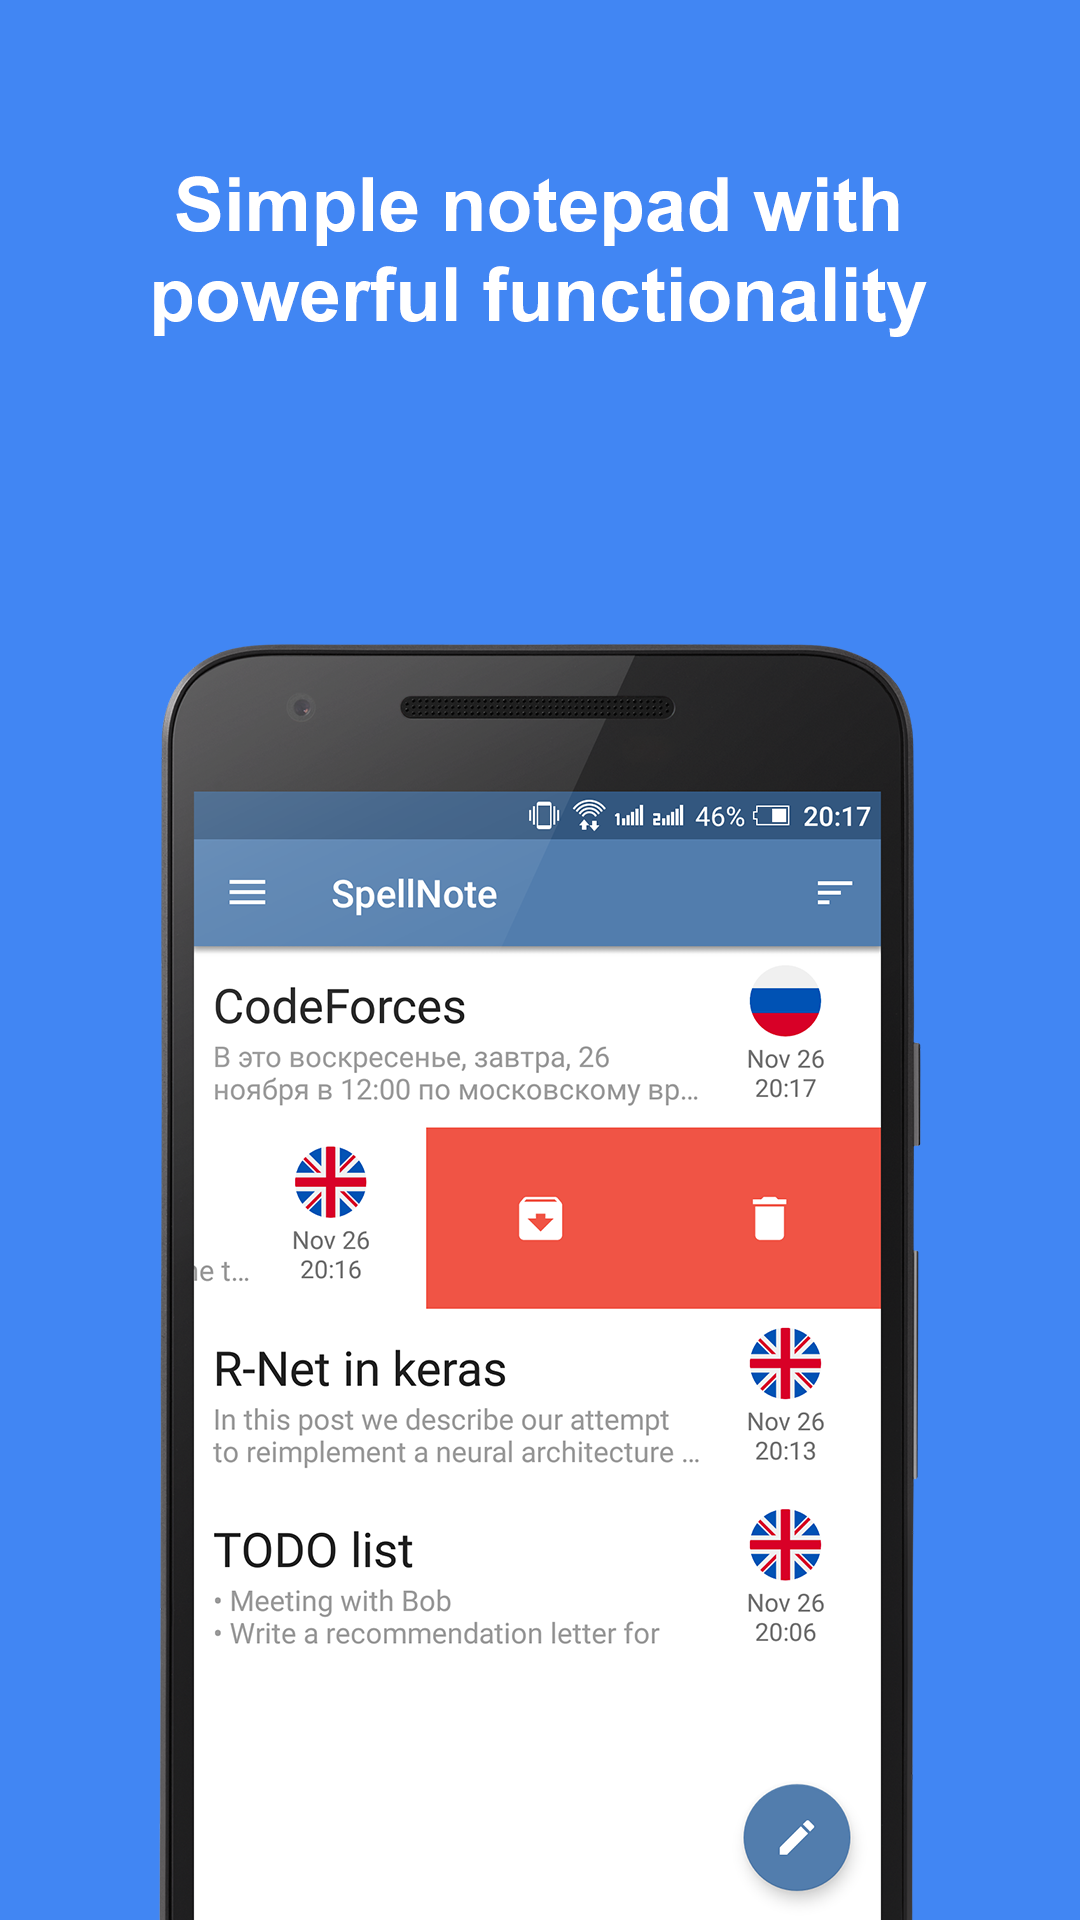 Simple notepad with
powerful functionality
46% 20:17
SpellNote
CodeForces
В это воскресенье, завтра, 26
ноября в 12:00 по московскому вр...
Nov 26
20:17
Nov 26
20:16
t...
R-Net in keras
In this post we describe our attempt
to reimplement a neural architecture ...
Nov 26
20:13
TODO list
• Meeting with Bob
• Write a recommendation letter for
Nov 26
20:06